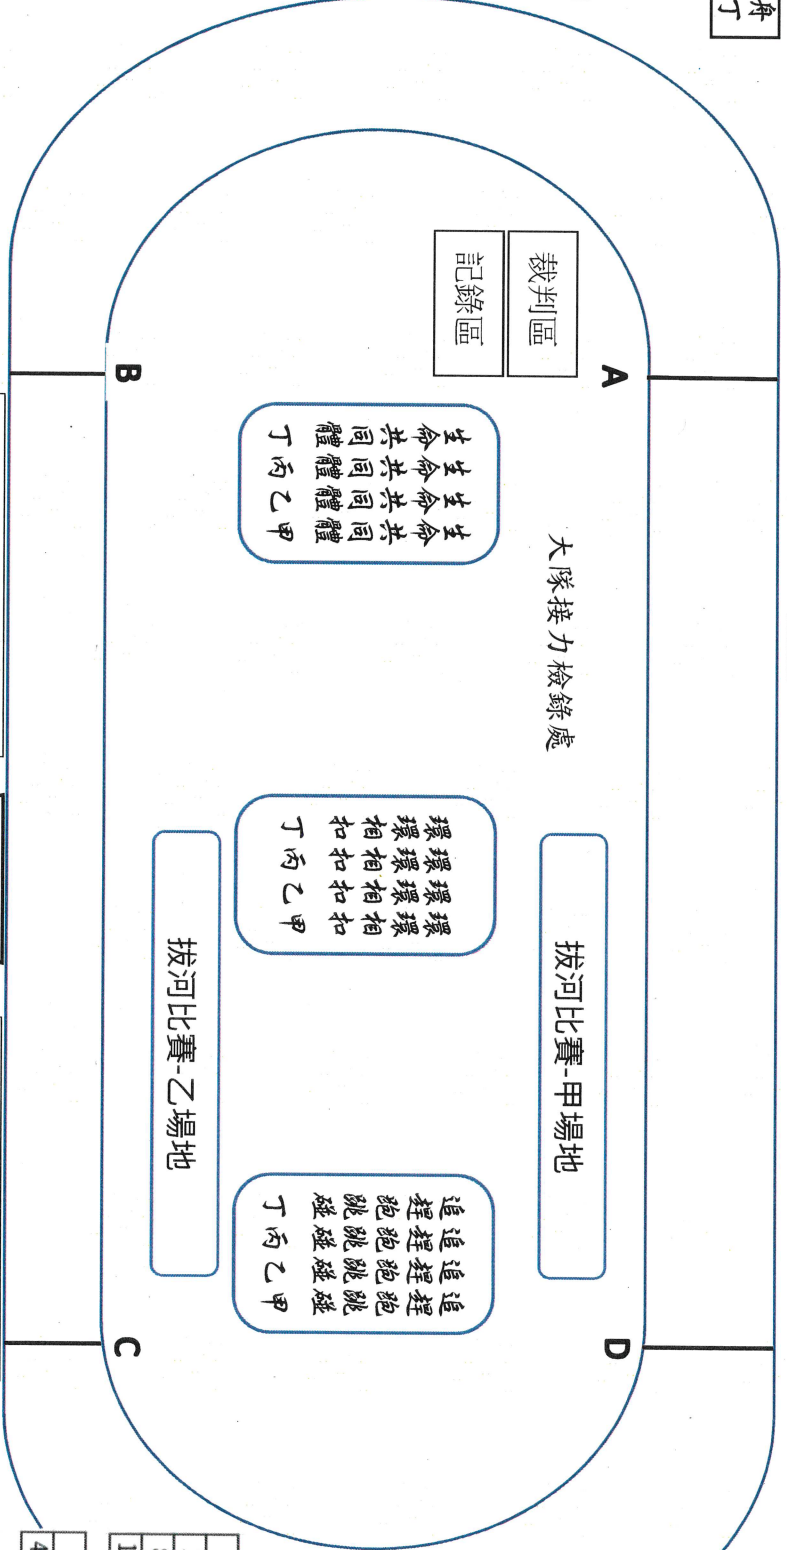 舟丁
A
D
裁判區
記錄區
大隊接力檢錄處
拔河比賽-甲場地
生命共同體甲
生命共同體乙
生命共同體丙
生命共同體丁
環環相扣甲
環環相扣乙
環環相扣丙
環環相扣丁
追趕跑跳碰甲
追趕跑跳碰乙
追趕跑跳碰丙
追趕跑跳碰丁
拔河比賽-乙場地
B
C
4